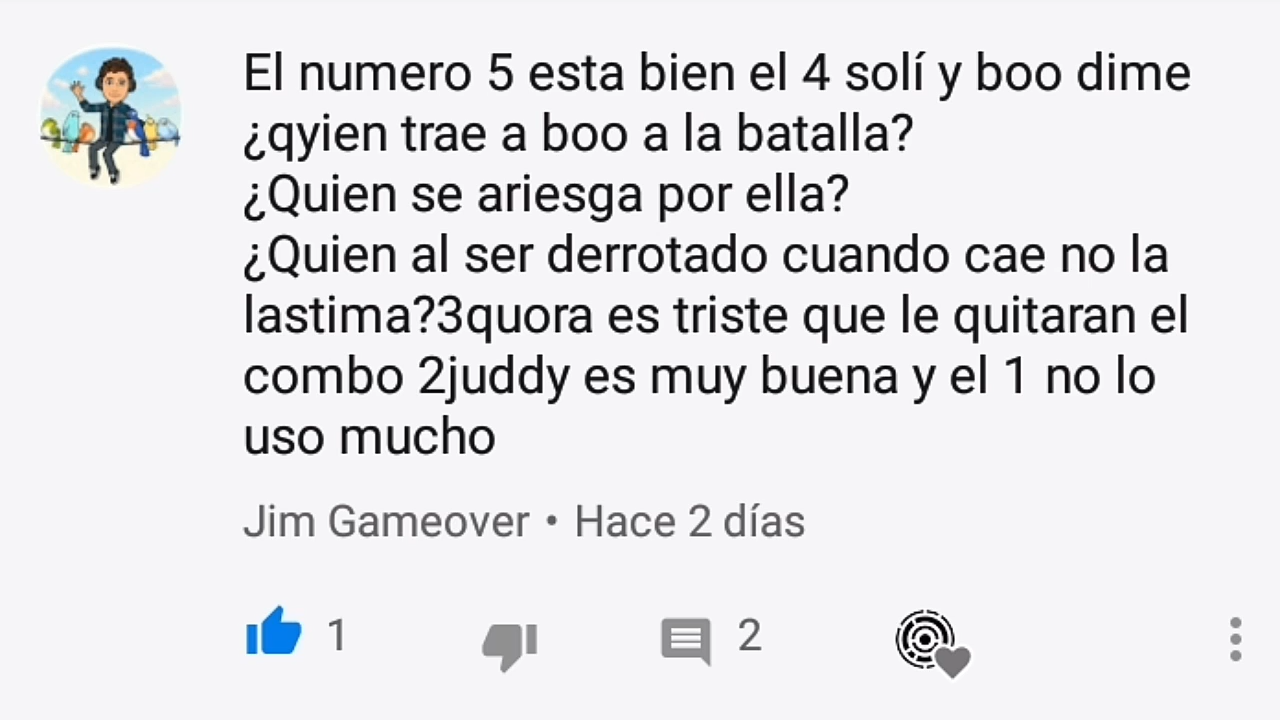 El numero 5 esta bien el 4 solí y boo dime
¿qyien trae a boo a la batalla?
¿Quien se ariesga por ella?
¿Quien al ser derrotado cuando cae no la
lastima?3quora es triste que le quitaran el
combo 2juddy es muy buena y el 1 no lo
uso mucho
Jim Gameover • Hace 2 días
1 2